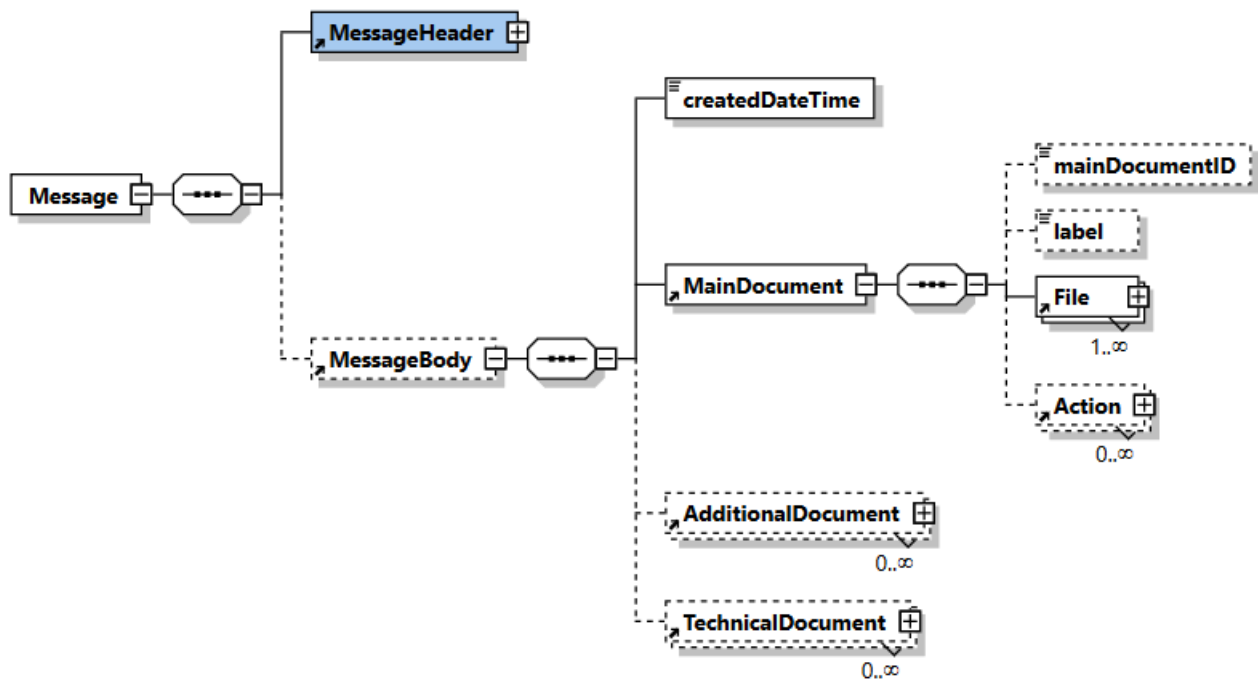 MessageHeader
createdDateTime
mainDocumentID
Message
label
MainDocument
File
1..∞
MessageBody
Action
0..∞
AdditionalDocument
0..∞
TechnicalDocument
0..∞